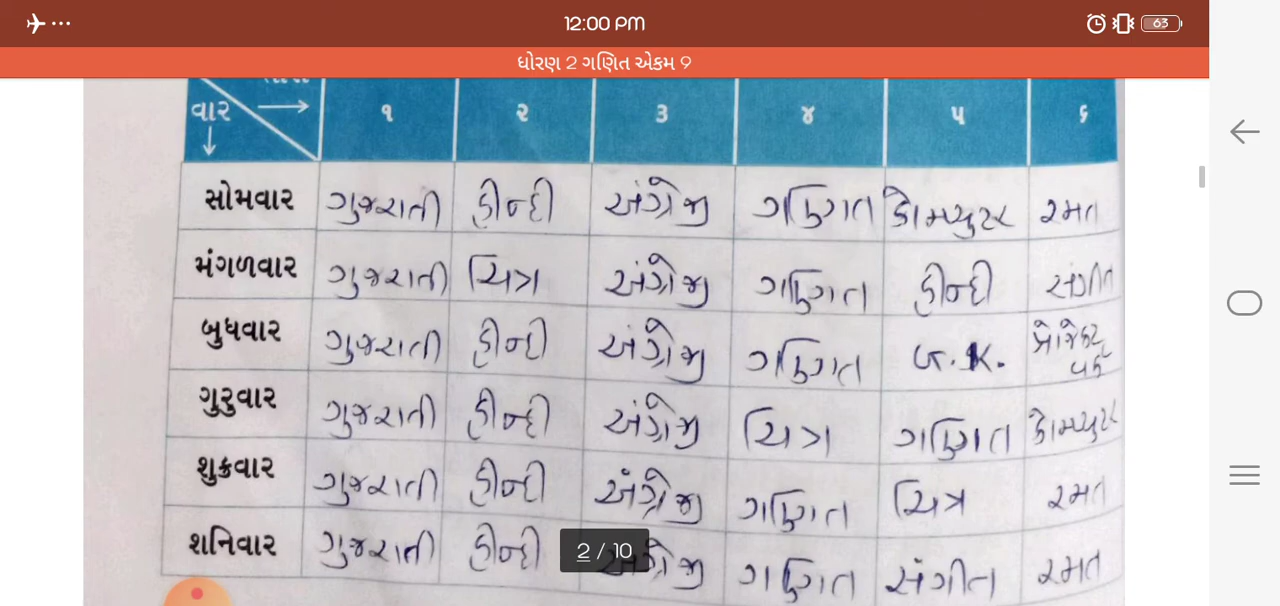 12:00 PM
63
ધોરણ 2 ગણિત એકમ 9
વાર ૧ ૨ ૩ ૪ ૫ ૬
સોમવાર ગુજરાતી હીન્દી અંગ્રેજી ગણિત કોમ્પ્યુટર રમત
મંગળવાર ગુજરાતી ચિત્ર અંગ્રેજી ગણિત હીન્દી સંગીત
બુધવાર ગુજરાતી હીન્દી અંગ્રેજી ગણિત G.K. પ્રોજેક્ટ
વર્ક
ગુરુવાર ગુજરાતી હીન્દી અંગ્રેજી ચિત્ર ગણિત કોમ્પ્યુટર
શુક્રવાર ગુજરાતી હીન્દી અંગ્રેજી ગણિત ચિત્ર રમત
શનિવાર ગુજરાતી હીન્દી અંગ્રેજી ગણિત સંગીત રમત
2 / 10